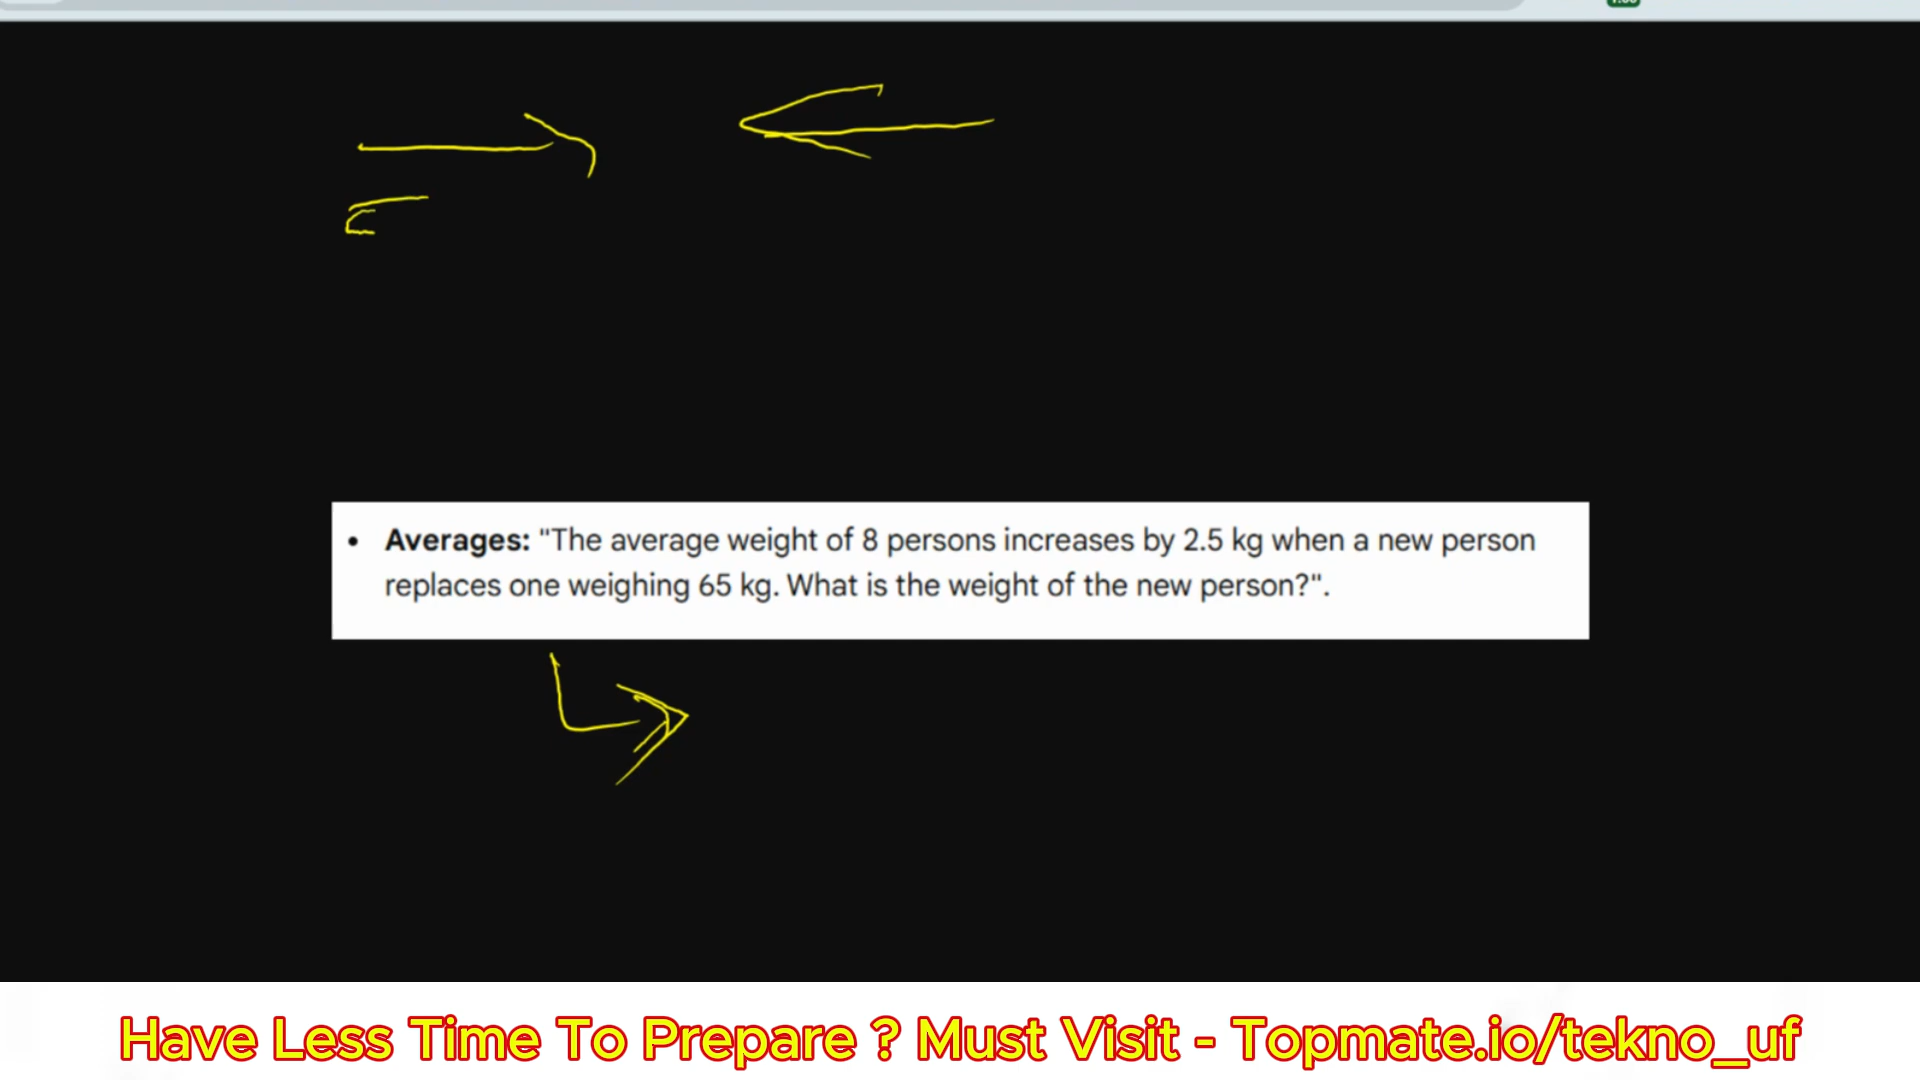 • Averages: "The average weight of 8 persons increases by 2.5 kg when a new person
replaces one weighing 65 kg. What is the weight of the new person?".
Have Less Time To Prepare ? Must Visit - Topmate.io/tekno_uf